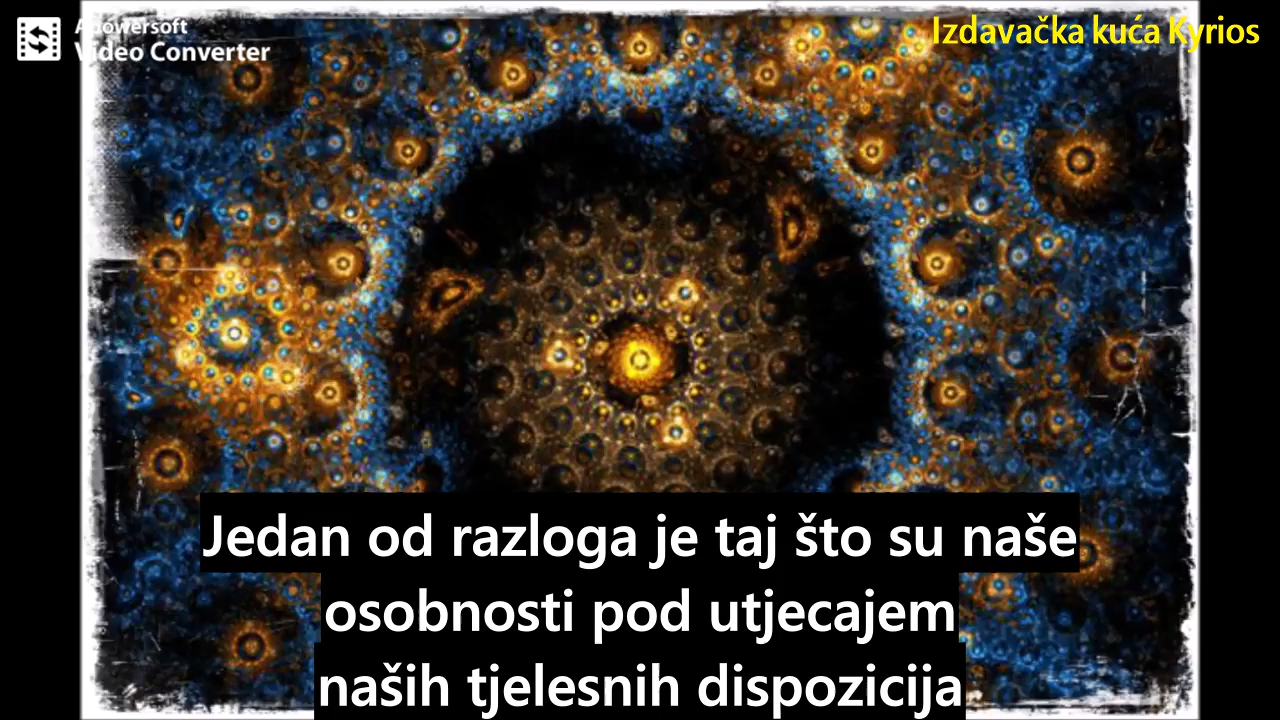 Apowersoft
Video Converter
Izdavačka kuća Kyrios
Jedan od razloga je taj što su naše
osobnosti pod utjecajem
naših tjelesnih dispozicija